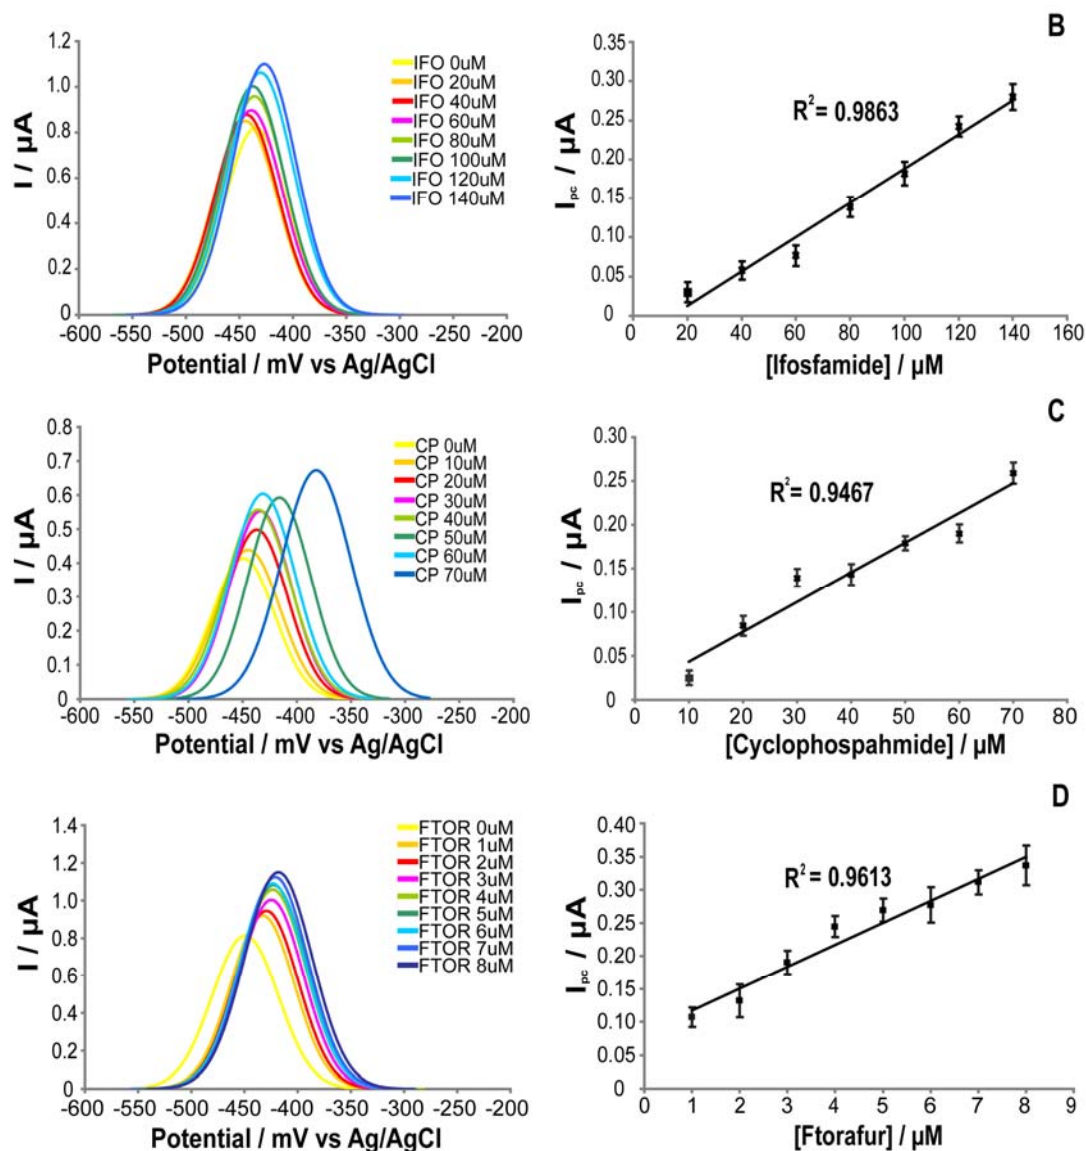 B
1.2
1.0
0.8
0.6
0.4
0.2
0
I / µA
-600 -550 -500 -450 -400 -350 -300 -250 -200
Potential / mV vs Ag/AgCl
IFO 0uM
IFO 20uM
IFO 40uM
IFO 60uM
IFO 80uM
IFO 100uM
IFO 120uM
IFO 140uM
0.35
0.30
0.25
0.20
0.15
0.10
0.05
0
Ipc / µA
R² = 0.9863
0 20 40 60 80 100 120 140 160
[Ifosfamide] / µM
C
0.8
0.7
0.6
0.5
0.4
0.3
0.2
0.1
0
I / µA
-600 -550 -500 -450 -400 -350 -300 -250 -200
Potential / mV vs Ag/AgCl
CP 0uM
CP 10uM
CP 20uM
CP 30uM
CP 40uM
CP 50uM
CP 60uM
CP 70uM
0.30
0.25
0.20
0.15
0.10
0.05
0
Ipc / µA
R² = 0.9467
0 10 20 30 40 50 60 70 80
[Cyclophospahmide] / µM
D
1.4
1.2
1.0
0.8
0.6
0.4
0.2
0
I / µA
-600 -550 -500 -450 -400 -350 -300 -250 -200
Potential / mV vs Ag/AgCl
FTOR 0uM
FTOR 1uM
FTOR 2uM
FTOR 3uM
FTOR 4uM
FTOR 5uM
FTOR 6uM
FTOR 7uM
FTOR 8uM
0.40
0.35
0.30
0.25
0.20
0.15
0.10
0.05
0
Ipc / µA
R² = 0.9613
0 1 2 3 4 5 6 7 8 9
[Ftorafur] / µM